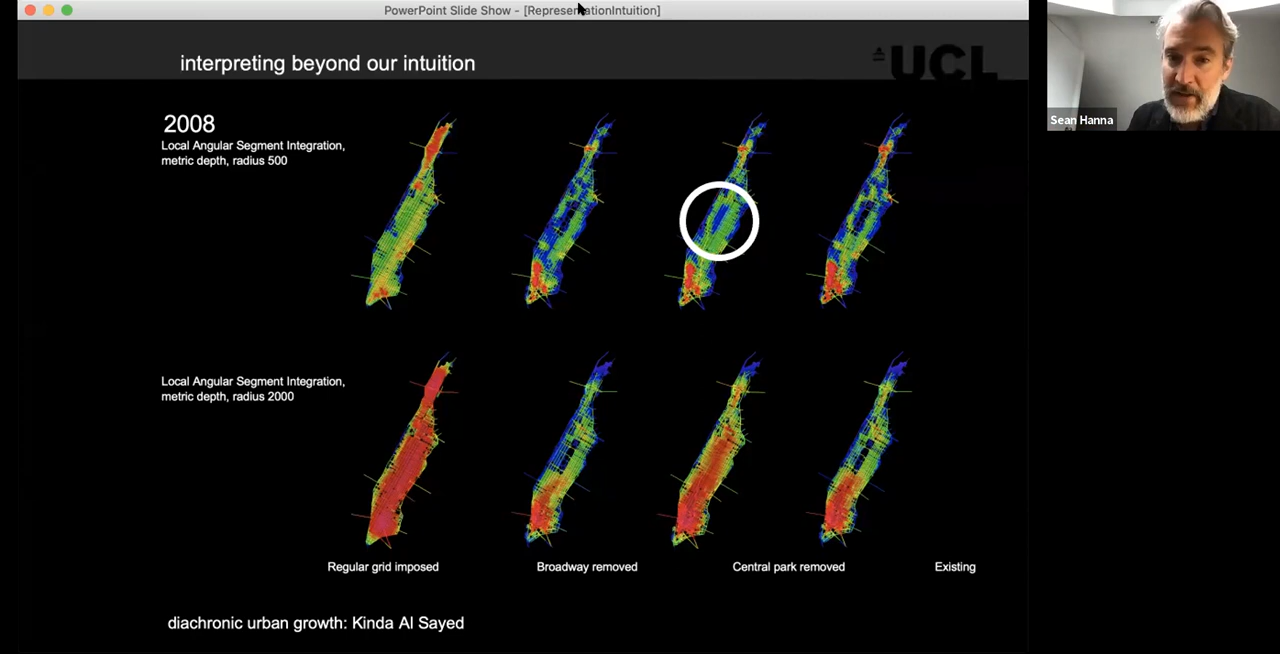 PowerPoint Slide Show - [RepresentationIntuition]
interpreting beyond our intuition
UCL
Sean Hanna
2008
Local Angular Segment Integration,
metric depth, radius 500
Local Angular Segment Integration,
metric depth, radius 2000
Regular grid imposed
Broadway removed
Central park removed
Existing
diachronic urban growth: Kinda Al Sayed